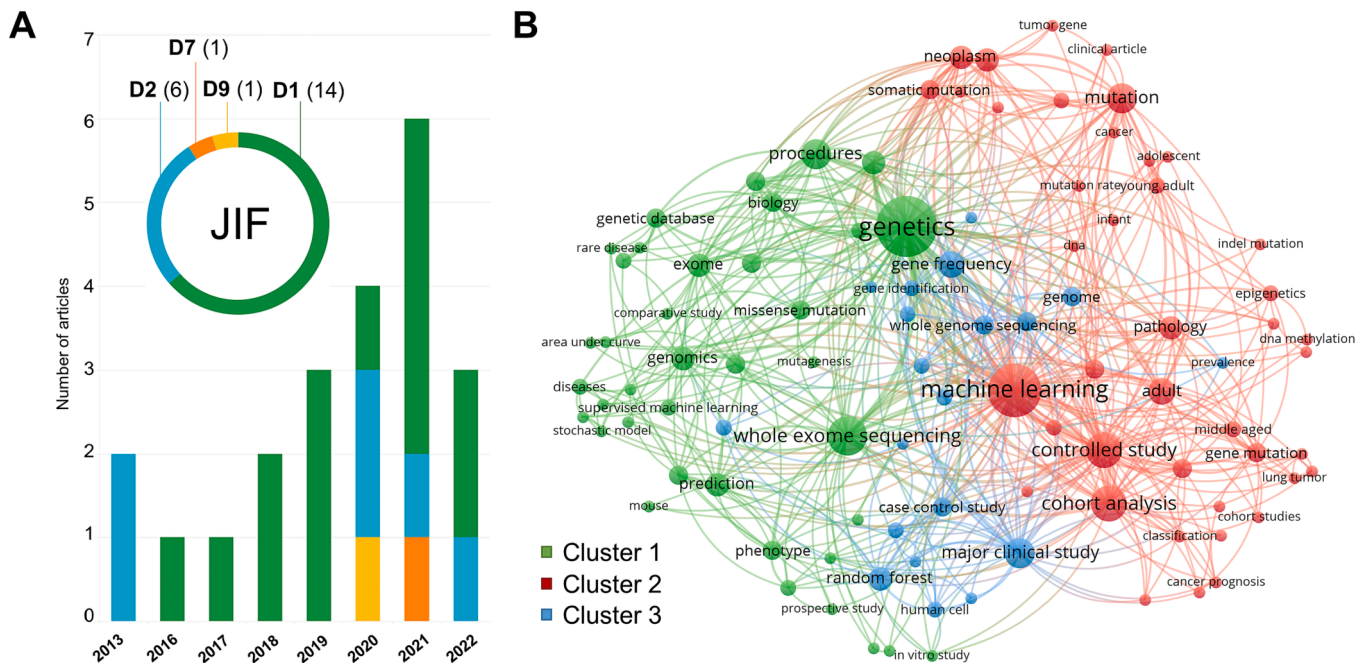 A
7
6
5
4
3
2
1
0
Number of articles
D7 (1)
D2 (6)
D9 (1)
D1 (14)
JIF
2013
2016
2017
2018
2019
2020
2021
2022
B
tumor gene
clinical article
neoplasm
somatic mutation
mutation
cancer
procedures
adolescent
biology
mutation rate
young adult
genetic database
genetics
infant
rare disease
dna
indel mutation
exome
gene frequency
gene identification
genome
epigenetics
comparative study
missense mutation
whole genome sequencing
pathology
area under curve
genomics
mutagenesis
dna methylation
prevalence
diseases
machine learning
adult
supervised machine learning
stochastic model
whole exome sequencing
middle aged
controlled study
gene mutation
prediction
lung tumor
mouse
case control study
cohort analysis
cohort studies
classification
phenotype
major clinical study
random forest
cancer prognosis
prospective study
human cell
in vitro study
Cluster 1
Cluster 2
Cluster 3